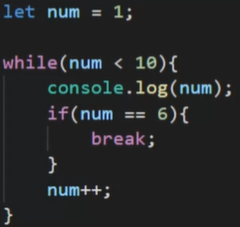 let num = 1;
while(num < 10){
console.log(num);
if(num == 6){
break;
}
num++;
}